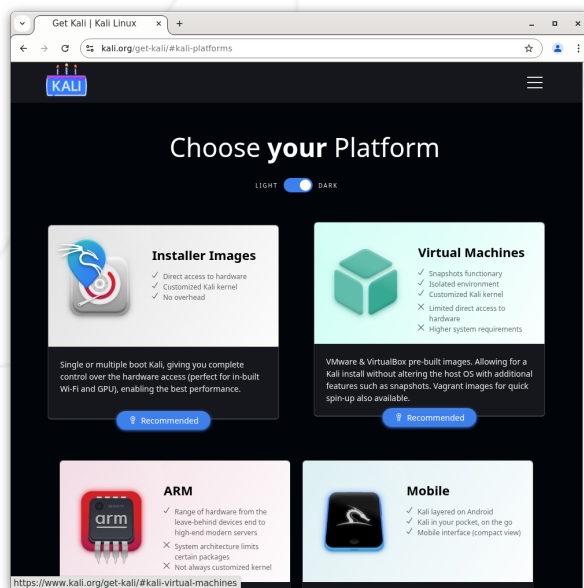 Get Kali | Kali Linux
kali.org/get-kali/#kali-platforms
KALI
Choose your Platform
LIGHT DARK
Installer Images
Direct access to hardware
Customized Kali kernel
No overhead
Single or multiple boot Kali, giving you complete
control over the hardware access (perfect for in-built
Wi-Fi and GPU), enabling the best performance.
Recommended
Virtual Machines
Snapshots functionary
Isolated environment
Customized Kali kernel
Limited direct access to
hardware
Higher system requirements
VMware & VirtualBox pre-built images. Allowing for a
Kali install without altering the host OS with additional
features such as snapshots. Vagrant images for quick
spin-up also available.
Recommended
arm
ARM
Range of hardware from the
leave-behind devices end to
high-end modern servers
System architecture limits
certain packages
Not always customized kernel
Mobile
Kali layered on Android
Kali in your pocket, on the go
Mobile interface (compact view)
https://www.kali.org/get-kali/#kali-virtual-machines